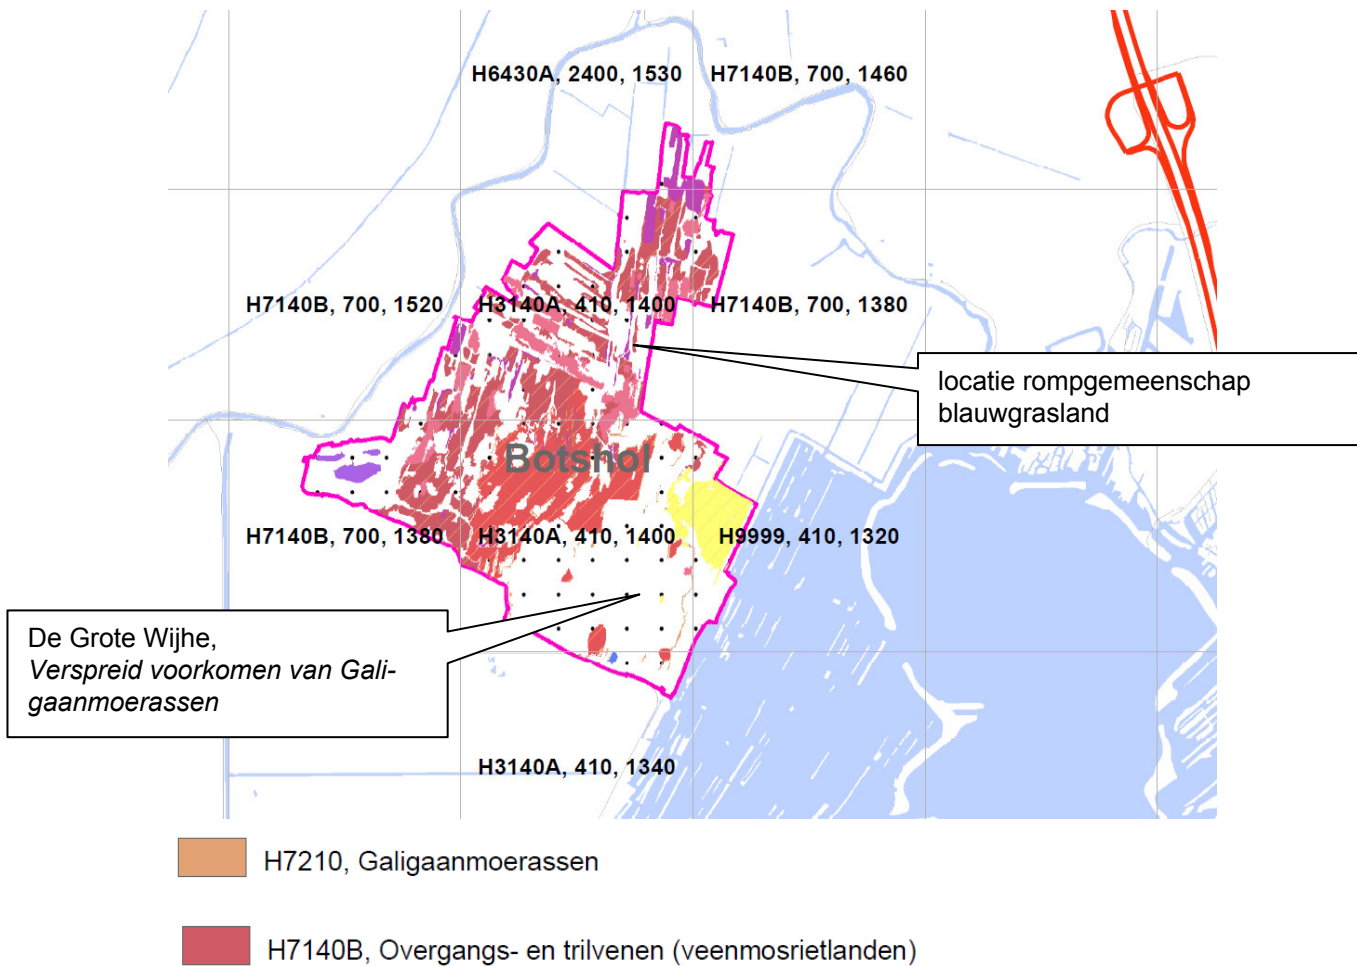 H6430A, 2400, 1530
H7140B, 700, 1460
H7140B, 700, 1520
H3140A, 410, 1400
H7140B, 700, 1380
locatie rompgemeenschap
blauwgrasland
Botshol
H7140B, 700, 1380
H3140A, 410, 1400
H9999, 410, 1320
De Grote Wijhe,
Verspreid voorkomen van Gali-
gaanmoerassen
H3140A, 410, 1340
H7210, Galigaanmoerassen
H7140B, Overgangs- en trilvenen (veenmosrietlanden)